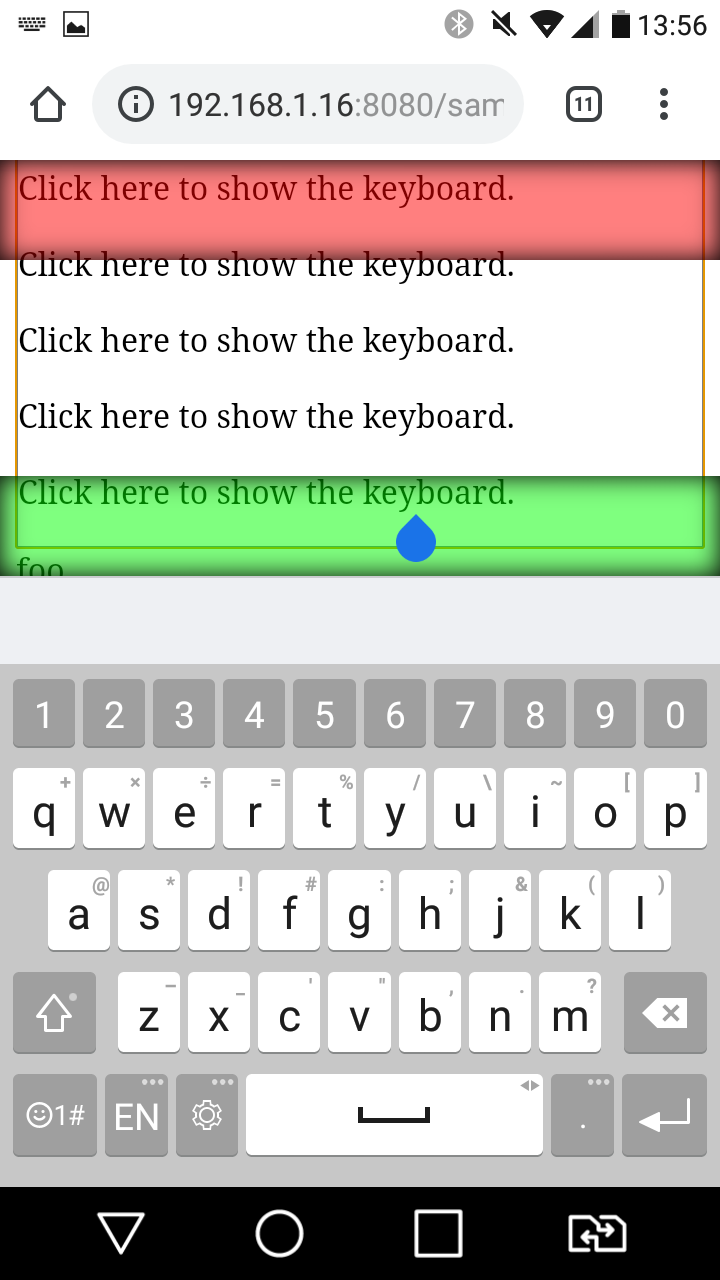 13:56
192.168.1.16:8080/sam
11
Click here to show the keyboard.
Click here to show the keyboard.
Click here to show the keyboard.
Click here to show the keyboard.
Click here to show the keyboard.
foo
1 2 3 4 5 6 7 8 9 0
+ × ÷ = % / \ ~ [ ]
q w e r t y u i o p
@ * ! # : ; & ( )
a s d f g h j k l
– _ ' " , . ?
z x c v b n m
1# EN .